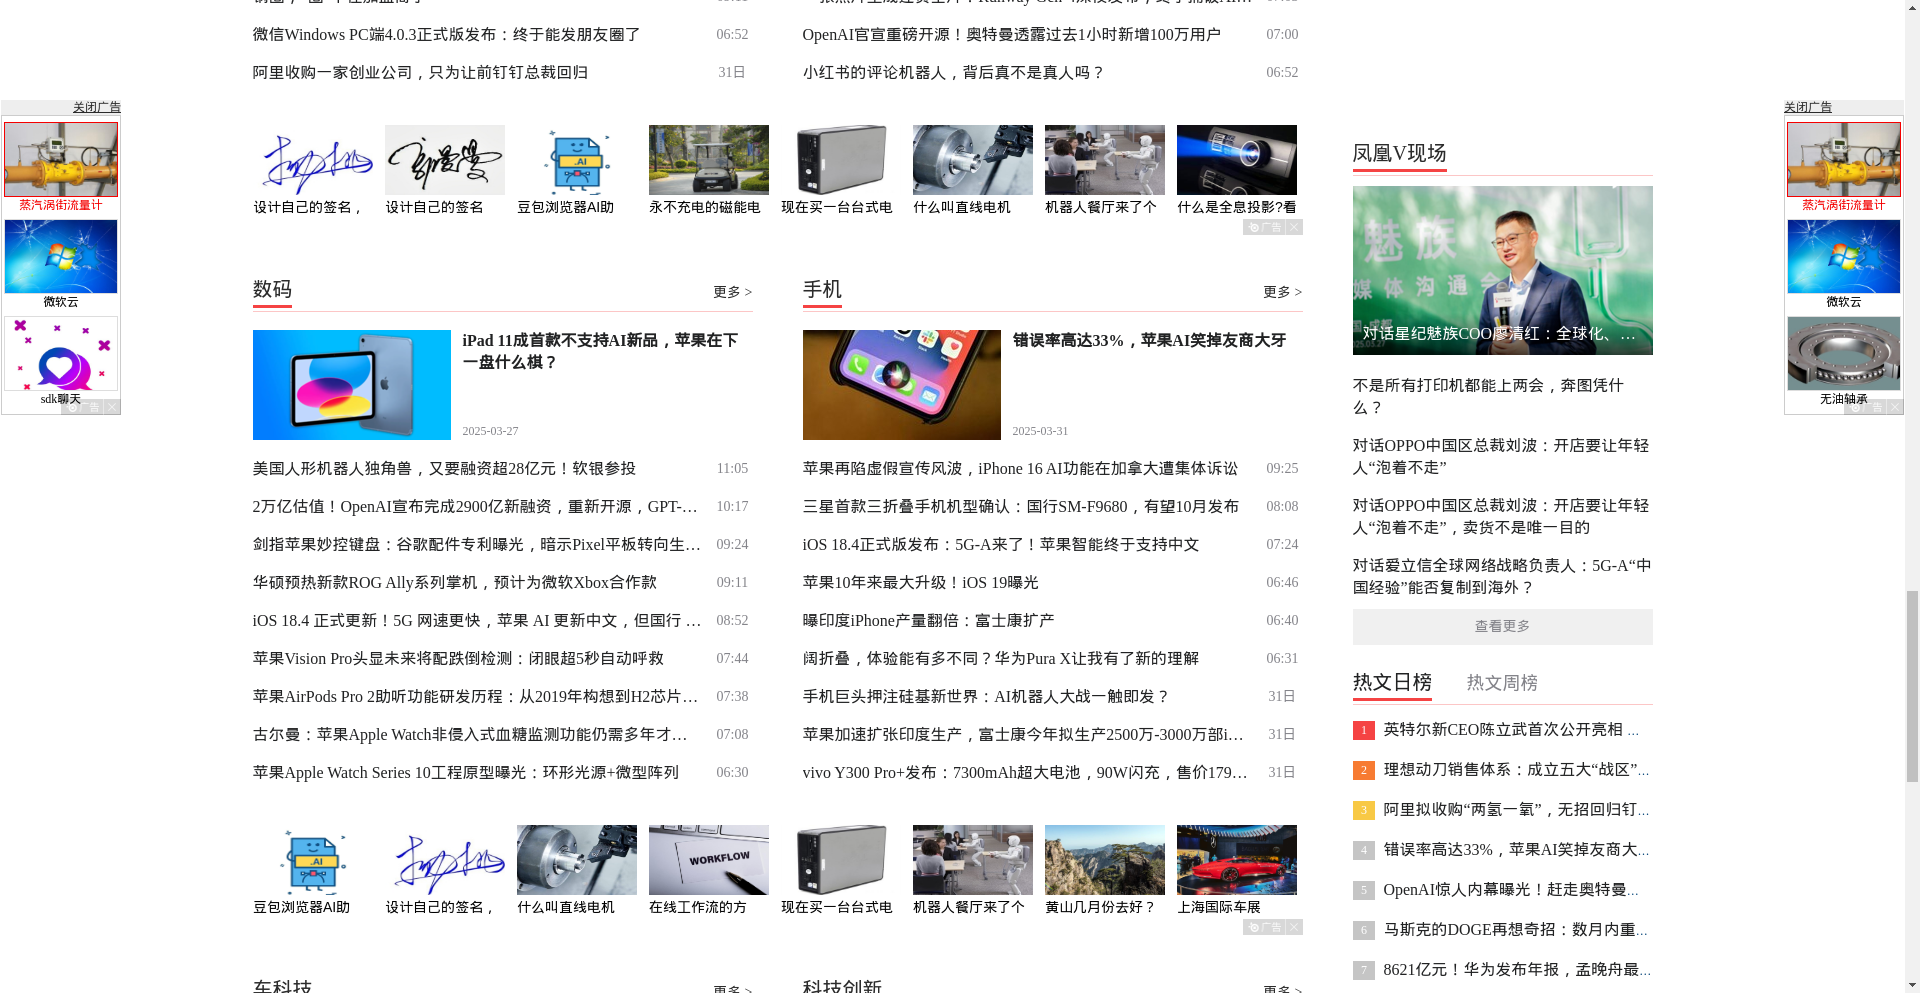 微信Windows PC端4.0.3正式版发布：终于能发朋友圈了 06:52
阿里收购一家创业公司，只为让前钉钉总裁回归 31日
OpenAI官宣重磅开源！奥特曼透露过去1小时新增100万用户 07:00
小红书的评论机器人，背后真不是真人吗？ 06:52
关闭广告
蒸汽涡街流量计
微软云
sdk聊天
广告
设计自己的签名，
设计自己的签名
豆包浏览器AI助
永不充电的磁能电
现在买一台台式电
什么叫直线电机
机器人餐厅来了个
什么是全息投影?看
广告
数码
更多 >
iPad 11成首款不支持AI新品，苹果在下
一盘什么棋？
2025-03-27
美国人形机器人独角兽，又要融资超28亿元！软银参投 11:05
2万亿估值！OpenAI宣布完成2900亿新融资，重新开源，GPT-… 10:17
剑指苹果妙控键盘：谷歌配件专利曝光，暗示Pixel平板转向生… 09:24
华硕预热新款ROG Ally系列掌机，预计为微软Xbox合作款 09:11
iOS 18.4 正式更新！5G 网速更快，苹果 AI 更新中文，但国行 … 08:52
苹果Vision Pro头显未来将配跌倒检测：闭眼超5秒自动呼救 07:44
苹果AirPods Pro 2助听功能研发历程：从2019年构想到H2芯片… 07:38
古尔曼：苹果Apple Watch非侵入式血糖监测功能仍需多年才… 07:08
苹果Apple Watch Series 10工程原型曝光：环形光源+微型阵列 06:30
手机
更多 >
错误率高达33%，苹果AI笑掉友商大牙
2025-03-31
苹果再陷虚假宣传风波，iPhone 16 AI功能在加拿大遭集体诉讼 09:25
三星首款三折叠手机机型确认：国行SM-F9680，有望10月发布 08:08
iOS 18.4正式版发布：5G-A来了！苹果智能终于支持中文 07:24
苹果10年来最大升级！iOS 19曝光 06:46
曝印度iPhone产量翻倍：富士康扩产 06:40
阔折叠，体验能有多不同？华为Pura X让我有了新的理解 06:31
手机巨头押注硅基新世界：AI机器人大战一触即发？ 31日
苹果加速扩张印度生产，富士康今年拟生产2500万-3000万部i… 31日
vivo Y300 Pro+发布：7300mAh超大电池，90W闪充，售价179… 31日
豆包浏览器AI助
设计自己的签名，
什么叫直线电机
WORKFLOW
在线工作流的方
现在买一台台式电
机器人餐厅来了个
黄山几月份去好？
上海国际车展
广告
车科技
更多 >
科技创新
更多 >
凤凰V现场
魅族
媒体沟通会
对话星纪魅族COO廖清红：全球化、…
不是所有打印机都能上两会，奔图凭什
么？
对话OPPO中国区总裁刘波：开店要让年轻
人“泡着不走”
对话OPPO中国区总裁刘波：开店要让年轻
人“泡着不走”，卖货不是唯一目的
对话爱立信全球网络战略负责人：5G-A“中
国经验”能否复制到海外？
查看更多
热文日榜
热文周榜
1 英特尔新CEO陈立武首次公开亮相 …
2 理想动刀销售体系：成立五大“战区”…
3 阿里拟收购“两氢一氧”，无招回归钉…
4 错误率高达33%，苹果AI笑掉友商大…
5 OpenAI惊人内幕曝光！赶走奥特曼…
6 马斯克的DOGE再想奇招：数月内重…
7 8621亿元！华为发布年报，孟晚舟最…
关闭广告
蒸汽涡街流量计
微软云
无油轴承
广告